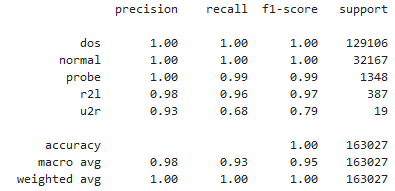 precision recall f1-score support
dos 1.00 1.00 1.00 129106
normal 1.00 1.00 1.00 32167
probe 1.00 0.99 0.99 1348
r2l 0.98 0.96 0.97 387
u2r 0.93 0.68 0.79 19
accuracy 1.00 163027
macro avg 0.98 0.93 0.95 163027
weighted avg 1.00 1.00 1.00 163027